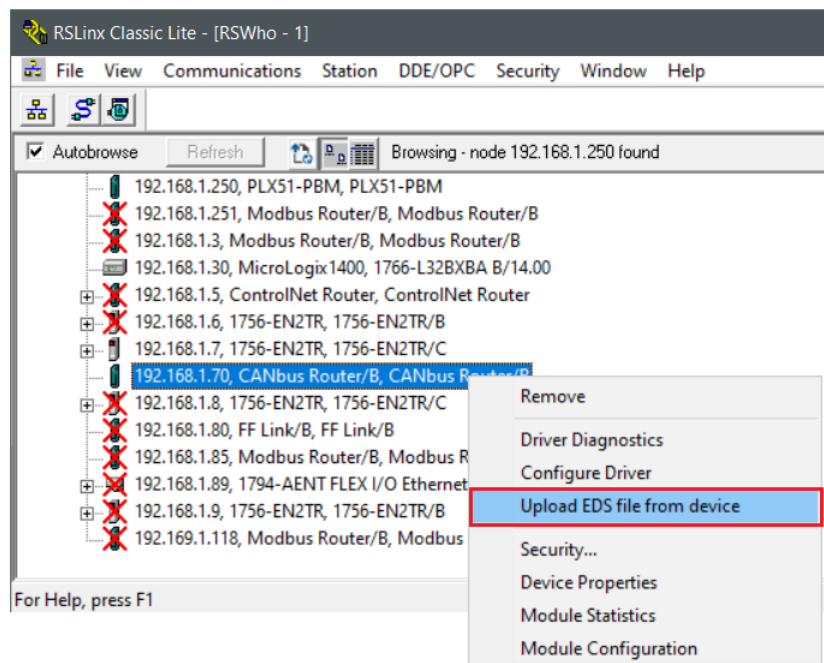 RSLinx Classic Lite - [RSWho - 1]
File View Communications Station DDE/OPC Security Window Help
Autobrowse Refresh Browsing - node 192.168.1.250 found
192.168.1.250, PLX51-PBM, PLX51-PBM
192.168.1.251, Modbus Router/B, Modbus Router/B
192.168.1.3, Modbus Router/B, Modbus Router/B
192.168.1.30, MicroLogix1400, 1766-L32BXBA B/14.00
192.168.1.5, ControlNet Router, ControlNet Router
192.168.1.6, 1756-EN2TR, 1756-EN2TR/B
192.168.1.7, 1756-EN2TR, 1756-EN2TR/C
192.168.1.70, CANbus Router/B, CANbus Router/B
192.168.1.8, 1756-EN2TR, 1756-EN2TR/C
192.168.1.80, FF Link/B, FF Link/B
192.168.1.85, Modbus Router/B, Modbus R
192.168.1.89, 1794-AENT FLEX I/O Ethernet
192.168.1.9, 1756-EN2TR, 1756-EN2TR/B
192.169.1.118, Modbus Router/B, Modbus
Remove
Driver Diagnostics
Configure Driver
Upload EDS file from device
Security...
Device Properties
Module Statistics
Module Configuration
For Help, press F1